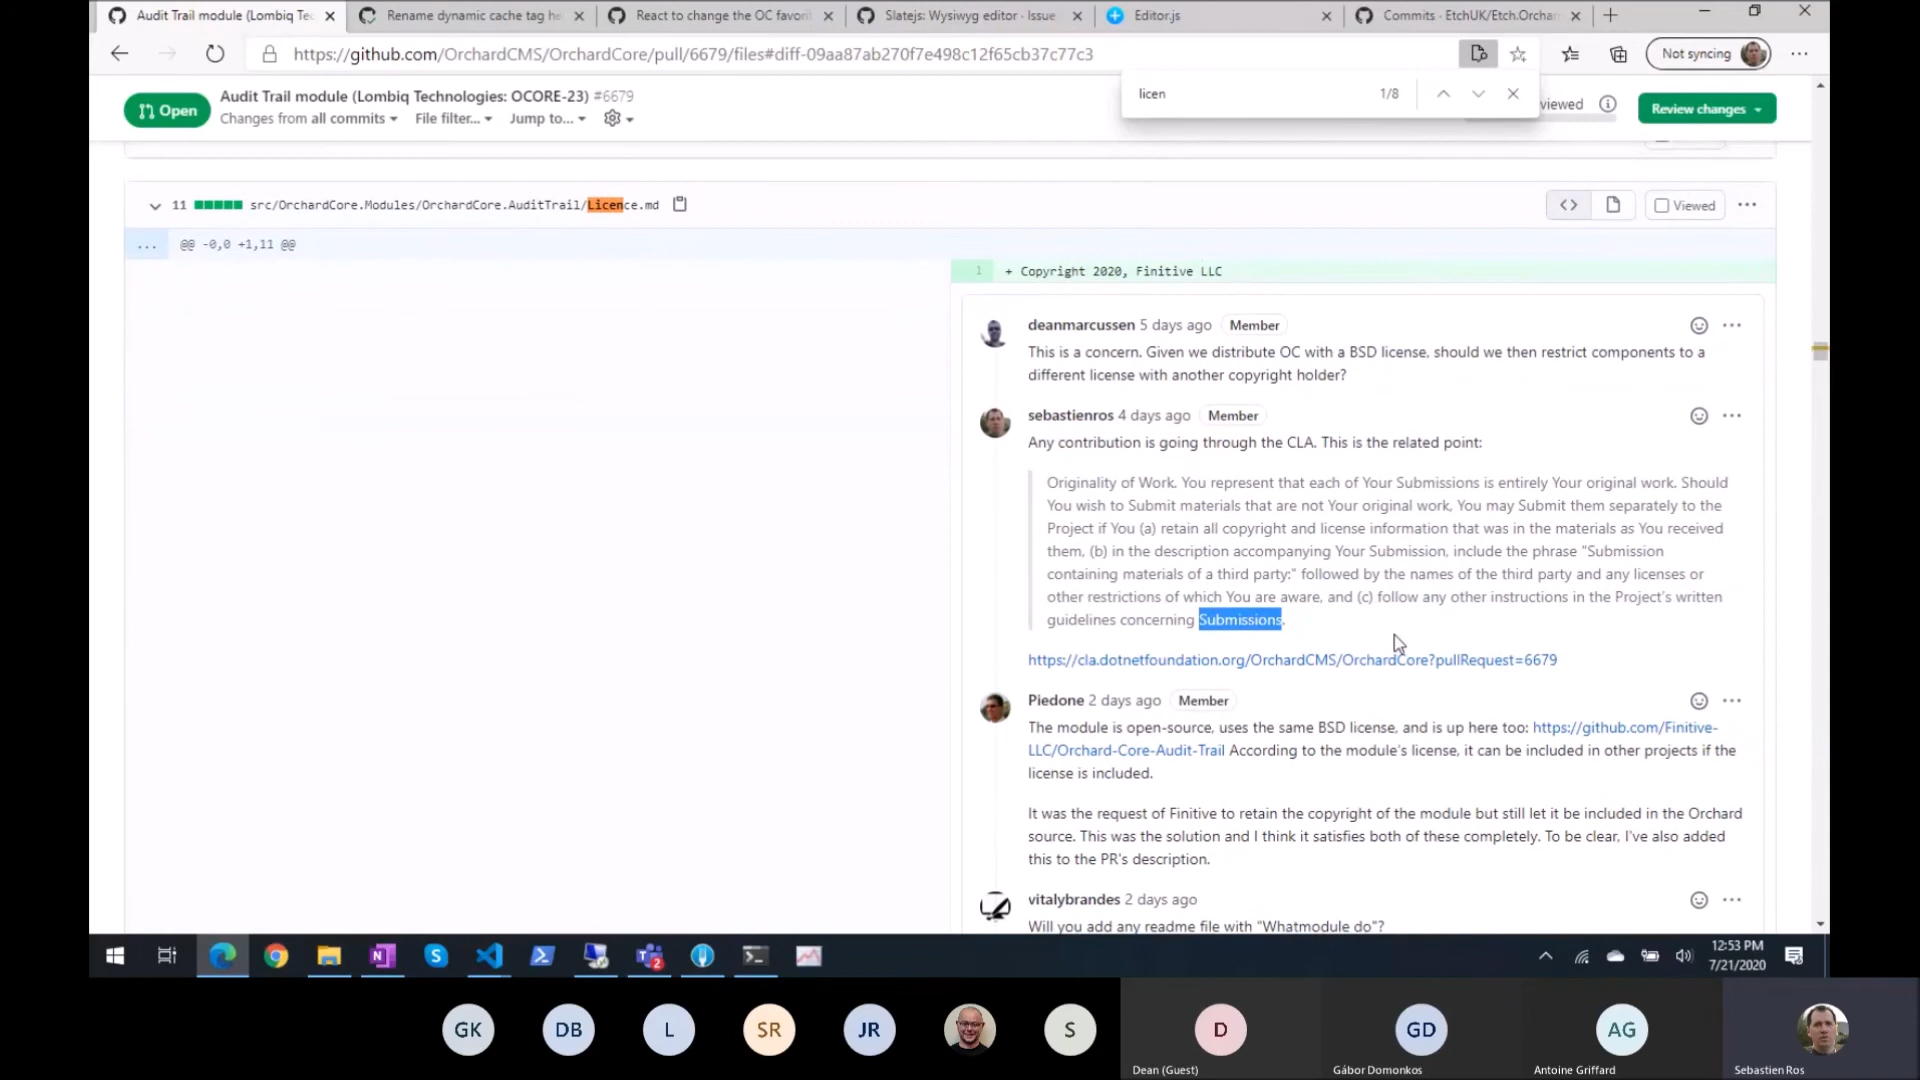 Audit Trail module (Lombiq Tec
Rename dynamic cache tag he
React to change the OC favori
Slatejs: Wysiwyg editor · Issue
Editor.js
Commits · EtchUK/Etch.Orchar
https://github.com/OrchardCMS/OrchardCore/pull/6679/files#diff-09aa87ab270f7e498c12f65cb37c77c3
Not syncing
licen
1/8
Open
Audit Trail module (Lombiq Technologies: OCORE-23) #6679
Changes from all commits
File filter...
Jump to...
viewed
Review changes
11
src/OrchardCore.Modules/OrchardCore.AuditTrail/Licence.md
Viewed
...
@@ -0,0 +1,11 @@
1
+ Copyright 2020, Finitive LLC
deanmarcussen 5 days ago Member
This is a concern. Given we distribute OC with a BSD license, should we then restrict components to a
different license with another copyright holder?
sebastienros 4 days ago Member
Any contribution is going through the CLA. This is the related point:
Originality of Work. You represent that each of Your Submissions is entirely Your original work. Should
You wish to Submit materials that are not Your original work, You may Submit them separately to the
Project if You (a) retain all copyright and license information that was in the materials as You received
them, (b) in the description accompanying Your Submission, include the phrase "Submission
containing materials of a third party:" followed by the names of the third party and any licenses or
other restrictions of which You are aware, and (c) follow any other instructions in the Project's written
guidelines concerning Submissions.
https://cla.dotnetfoundation.org/OrchardCMS/OrchardCore?pullRequest=6679
Piedone 2 days ago Member
The module is open-source, uses the same BSD license, and is up here too: https://github.com/Finitive-
LLC/Orchard-Core-Audit-Trail According to the module's license, it can be included in other projects if the
license is included.
It was the request of Finitive to retain the copyright of the module but still let it be included in the Orchard
source. This was the solution and I think it satisfies both of these completely. To be clear, I've also added
this to the PR's description.
vitalybrandes 2 days ago
Will you add any readme file with "Whatmodule do"?
12:53 PM
7/21/2020
GK
DB
L
SR
JR
S
D
GD
AG
Dean (Guest)
Gábor Domonkos
Antoine Griffard
Sebastien Ros